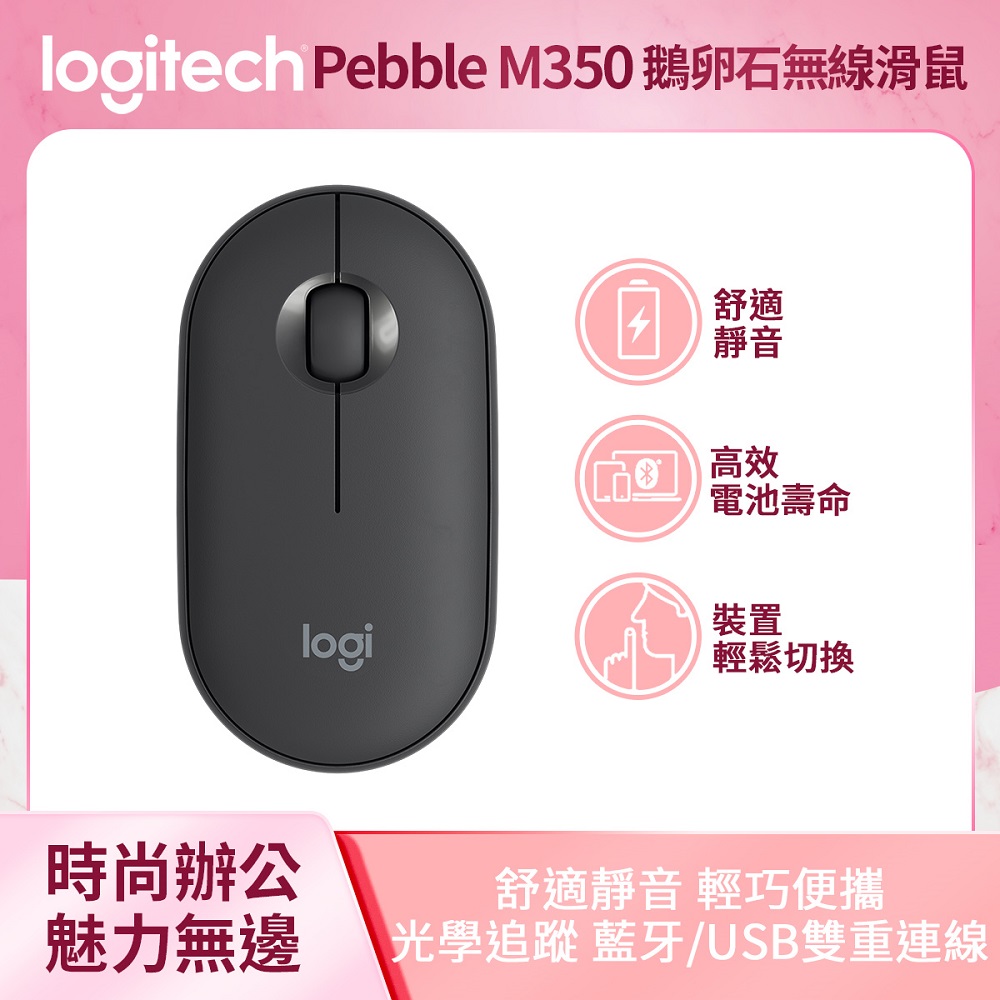 logitech Pebble M350 鵝卵石無線滑鼠
logi
舒適
靜音
高效
電池壽命
裝置
輕鬆切換
時尚辦公
魅力無邊
舒適靜音 輕巧便攜
光學追蹤 藍牙/USB雙重連線